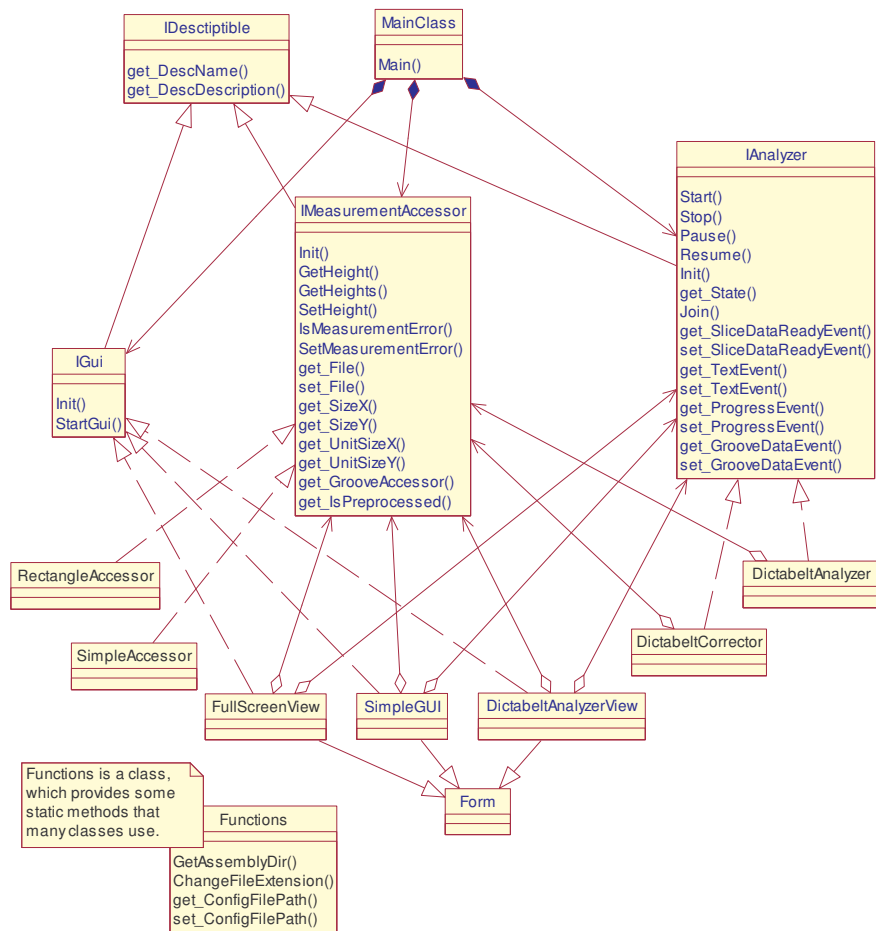 IDesctiptible
get_DescName()
get_DescDescription()
MainClass
Main()
IAnalyzer
Start()
Stop()
Pause()
Resume()
Init()
get_State()
Join()
get_SliceDataReadyEvent()
set_SliceDataReadyEvent()
get_TextEvent()
set_TextEvent()
get_ProgressEvent()
set_ProgressEvent()
get_GrooveDataEvent()
set_GrooveDataEvent()
IMeasurementAccessor
Init()
GetHeight()
GetHeights()
SetHeight()
IsMeasurementError()
SetMeasurementError()
get_File()
set_File()
get_SizeX()
get_SizeY()
get_UnitSizeX()
get_UnitSizeY()
get_GrooveAccessor()
get_IsPreprocessed()
IGui
Init()
StartGui()
RectangleAccessor
DictabeltAnalyzer
SimpleAccessor
DictabeltCorrector
FullScreenView
SimpleGUI
DictabeltAnalyzerView
Form
Functions is a class,
which provides some
static methods that
many classes use.
Functions
GetAssemblyDir()
ChangeFileExtension()
get_ConfigFilePath()
set_ConfigFilePath()